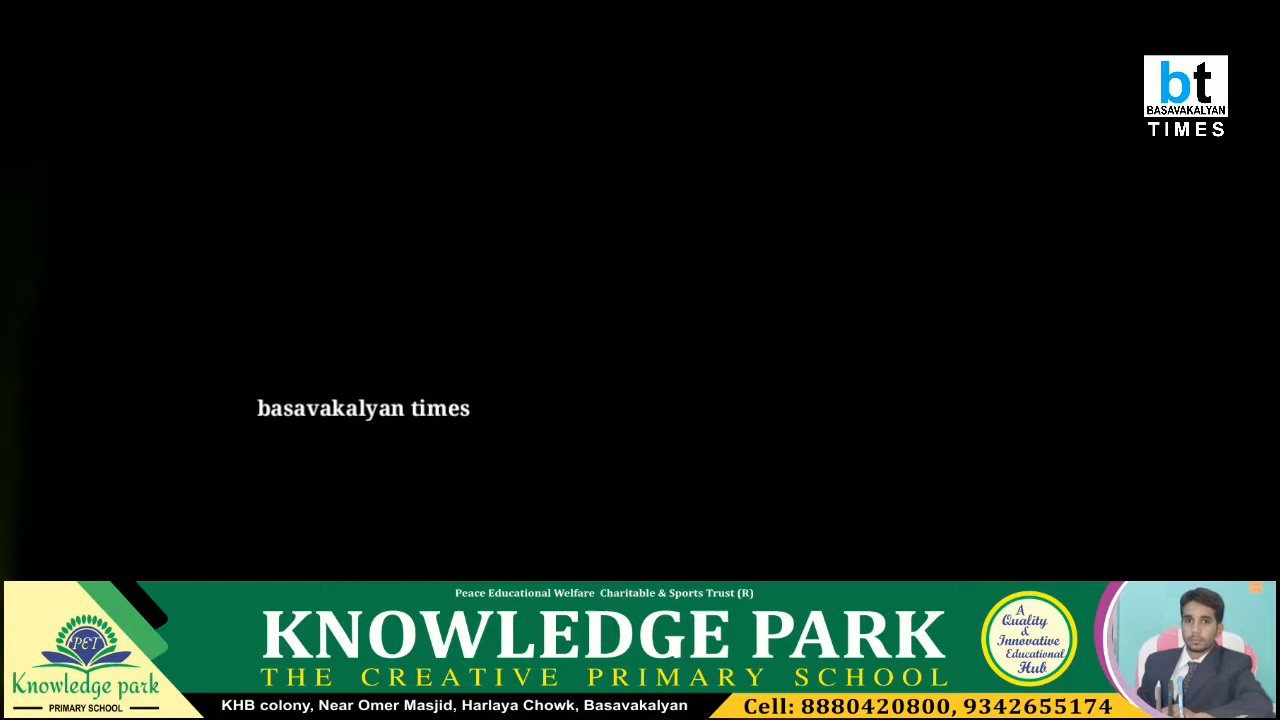 bt
BASAVAKALYAN
TIMES
basavakalyan times
Peace Educational Welfare Charitable & Sports Trust (R)
KNOWLEDGE PARK
THE CREATIVE PRIMARY SCHOOL
A
Quality
&
Innovative
Educational
Hub
PET
Knowledge park
PRIMARY SCHOOL
KHB colony, Near Omer Masjid, Harlaya Chowk, Basavakalyan
Cell: 8880420800, 9342655174